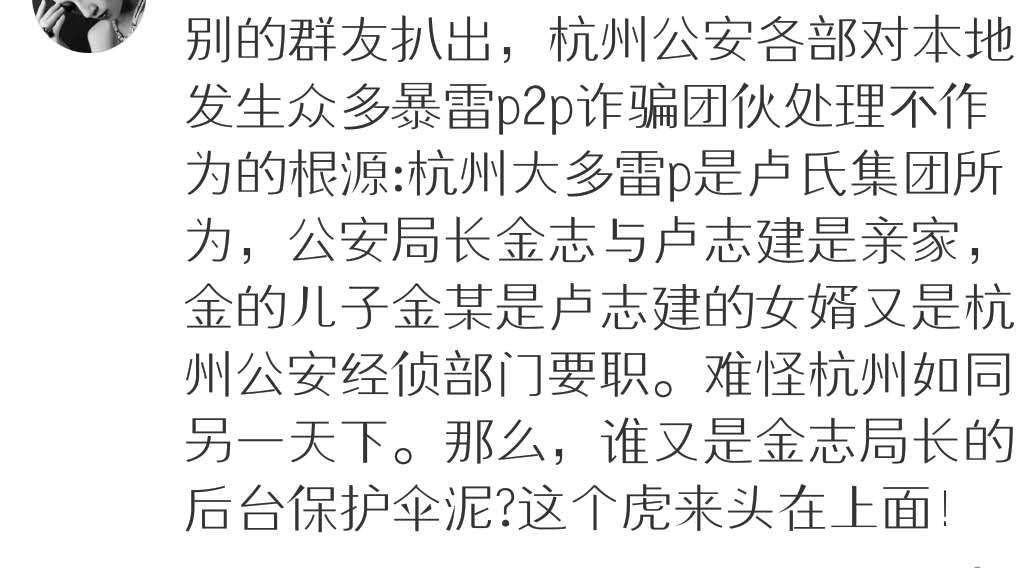 别的群友扒出，杭州公安各部对本地
发生众多暴雷p2p诈骗团伙处理不作
为的根源:杭州大多雷p是卢氏集团所
为，公安局长金志与卢志建是亲家，
金的儿子金某是卢志建的女婿又是杭
州公安经侦部门要职。难怪杭州如同
另一天下。那么，谁又是金志局长的
后台保护伞泥?这个虎来头在上面!